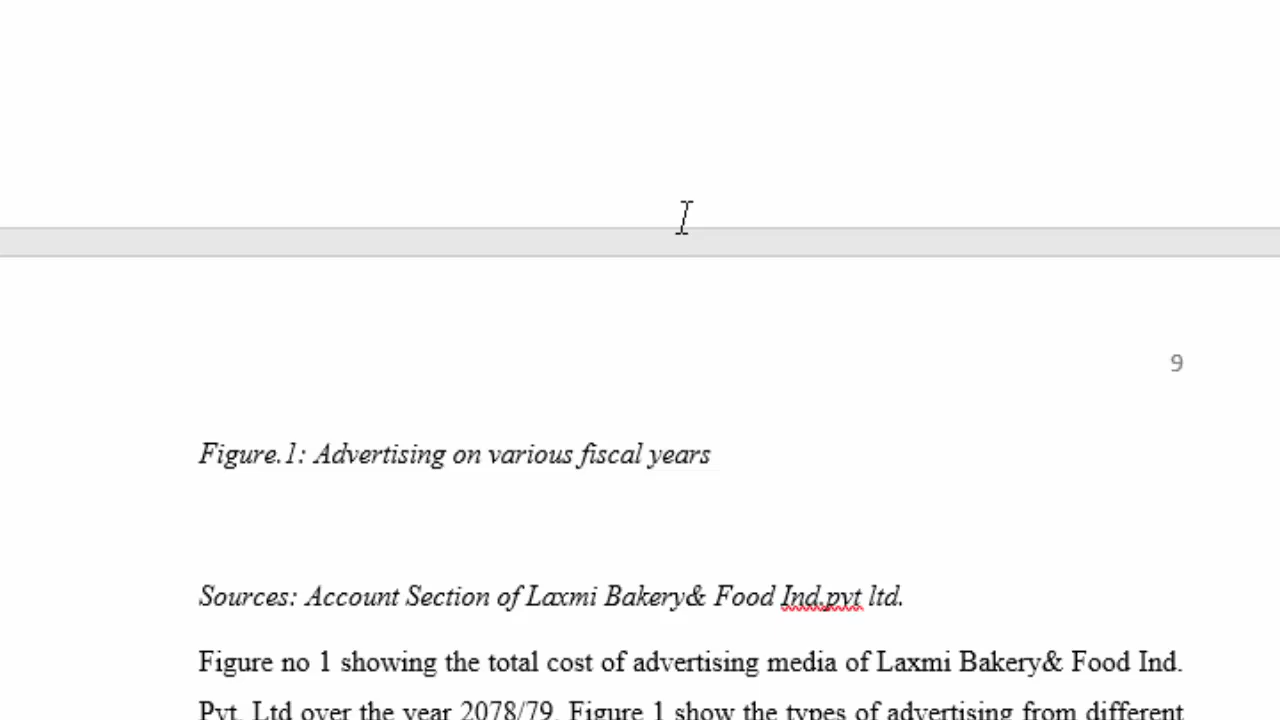 9
Figure.1: Advertising on various fiscal years
Sources: Account Section of Laxmi Bakery& Food Ind.pvt ltd.
Figure no 1 showing the total cost of advertising media of Laxmi Bakery& Food Ind.
Pvt. Ltd over the year 2078/79. Figure 1 show the types of advertising from different